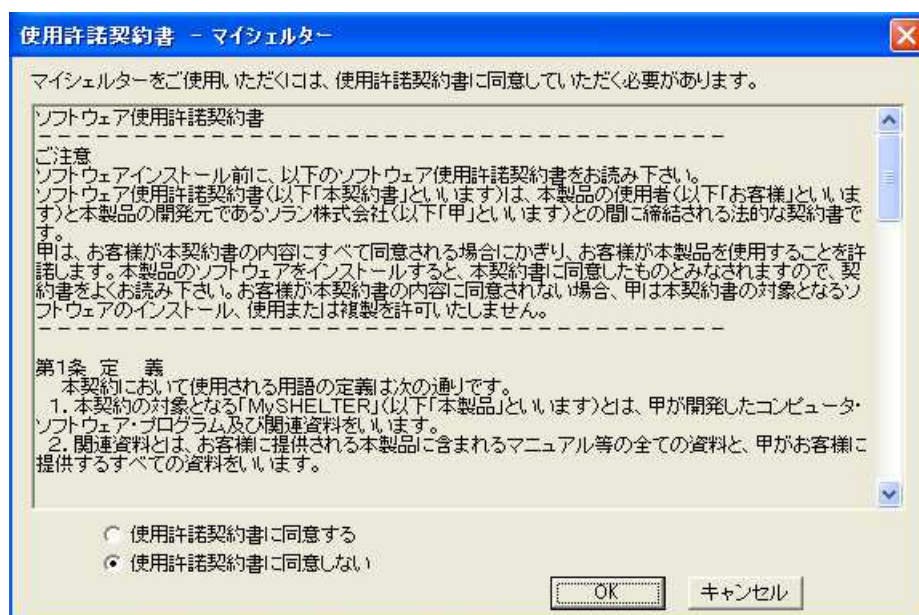 使用許諾契約書 － マイシェルター
マイシェルターをご使用いただくには、使用許諾契約書に同意していただく必要があります。
ソフトウェア使用許諾契約書
－－－－－－－－－－－－－－－－－－－－－－－－－－－－－－－－－－－－
ご注意
ソフトウェアインストール前に、以下のソフトウェア使用許諾契約書をお読み下さい。
ソフトウェア使用許諾契約書（以下「本契約書」といいます）は、本製品の使用者（以下「お客様」といいま
す）と本製品の開発元であるソラン株式会社（以下「甲」といいます）との間に締結される法的な契約書で
す。
甲は、お客様が本契約書の内容にすべて同意される場合にかぎり、お客様が本製品を使用することを許
諾します。本製品のソフトウェアをインストールすると、本契約書に同意したものとみなされますので、契
約書をよくお読み下さい。お客様が本契約書の内容に同意されない場合、甲は本契約書の対象となるソ
フトウェアのインストール、使用または複製を許可いたしません。
－－－－－－－－－－－－－－－－－－－－－－－－－－－－－－－－－－－－
第1条 定　義
本契約において使用される用語の定義は次の通りです。
1. 本契約の対象となる「MySHELTER」（以下「本製品」といいます）とは、甲が開発したコンピュータ・
ソフトウェア・プログラム及び関連資料をいいます。
2. 関連資料とは、お客様に提供される本製品に含まれるマニュアル等の全ての資料と、甲がお客様に
提供するすべての資料をいいます。
使用許諾契約書に同意する
使用許諾契約書に同意しない
OK キャンセル